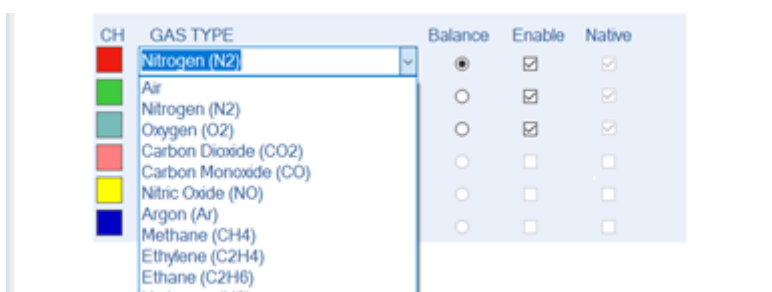 CH GAS TYPE Balance Enable Native
Nitrogen (N2)
Air
Nitrogen (N2)
Oxygen (O2)
Carbon Dioxide (CO2)
Carbon Monoxide (CO)
Nitric Oxide (NO)
Argon (Ar)
Methane (CH4)
Ethylene (C2H4)
Ethane (C2H6)